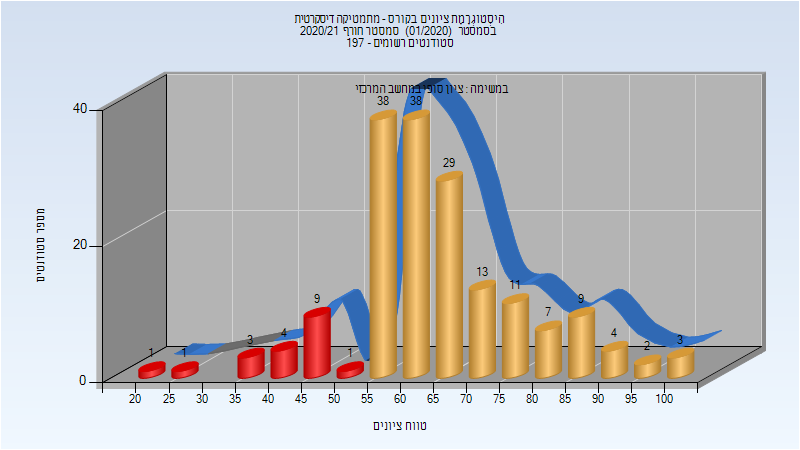 היסטוגרמת ציונים בקורס - מתמטיקה דיסקרטית
בסמסטר (01/2020) סמסטר חורף 2020/21
סטודנטים רשומים - 197
במשימה : ציון סופי במחשב המרכזי
מספר סטודנטים
40
20
0
1
1
3
4
9
1
38
38
29
13
11
7
9
4
2
3
20 25 30 35 40 45 50 55 60 65 70 75 80 85 90 95 100
טווח ציונים